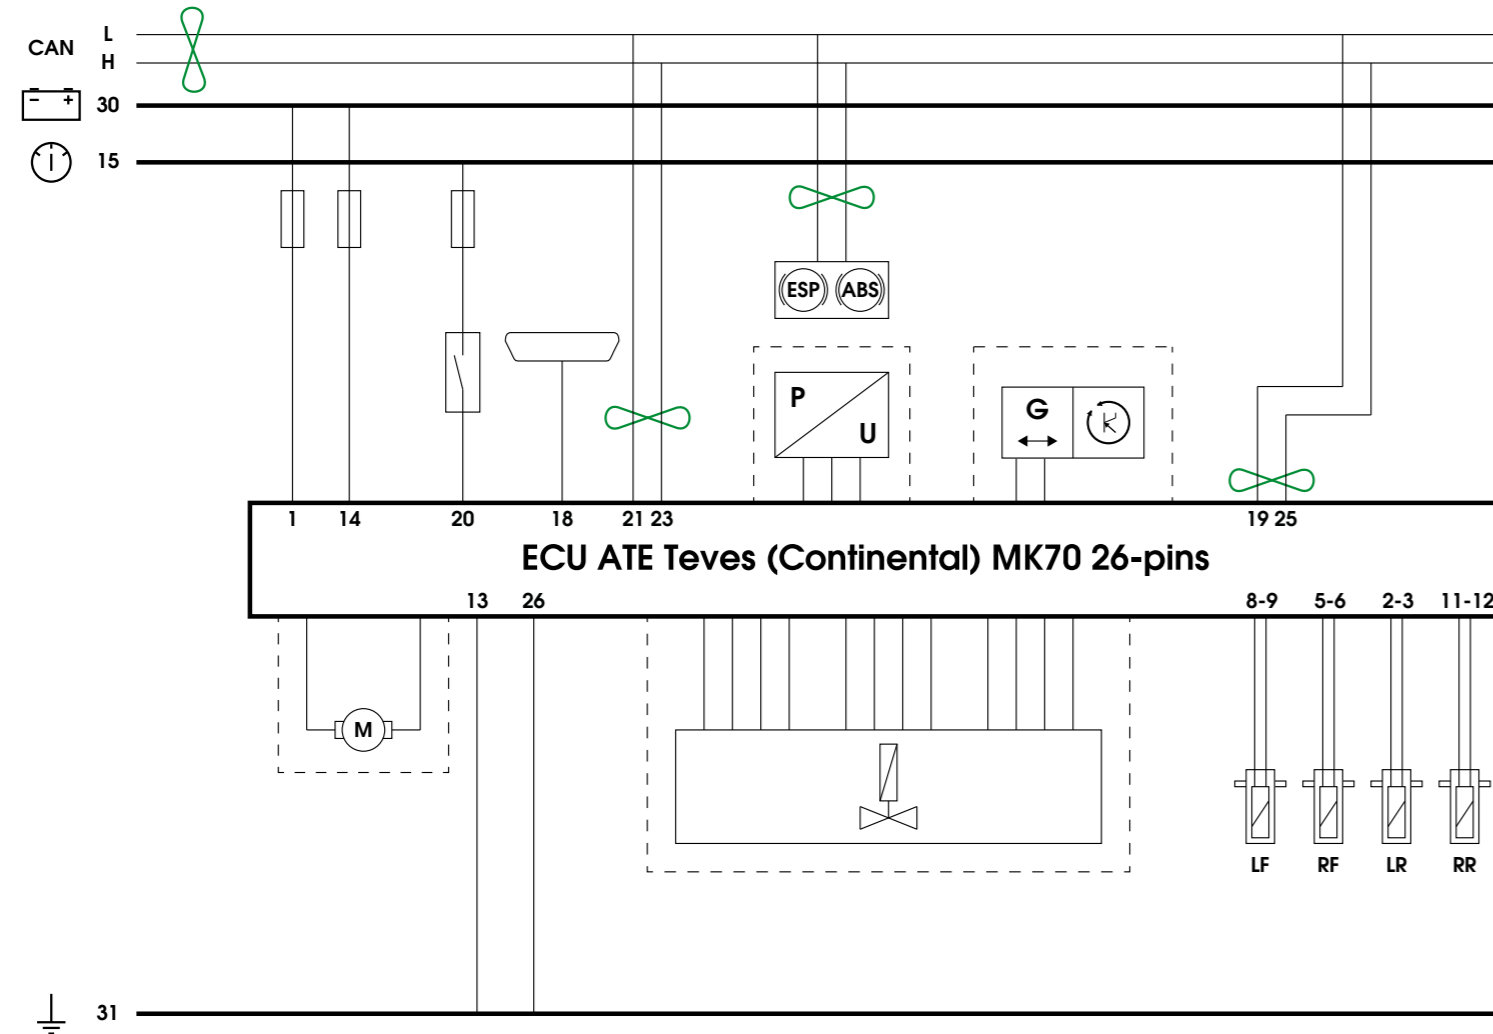 CAN L
H
- + 30
15
ESP ABS
P
U
G
1 14 20 18 21 23 19 25
ECU ATE Teves (Continental) MK70 26-pins
13 26 8-9 5-6 2-3 11-12
M
LF RF LR RR
31